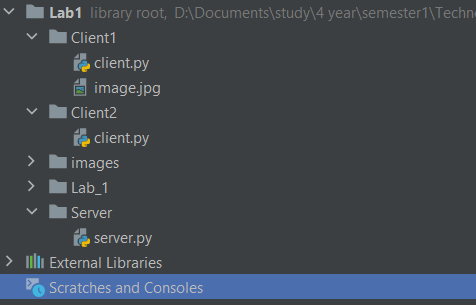 Lab1 library root, D:\Documents\study\4 year\semester1\Techno
Client1
client.py
image.jpg
Client2
client.py
images
Lab_1
Server
server.py
External Libraries
Scratches and Consoles